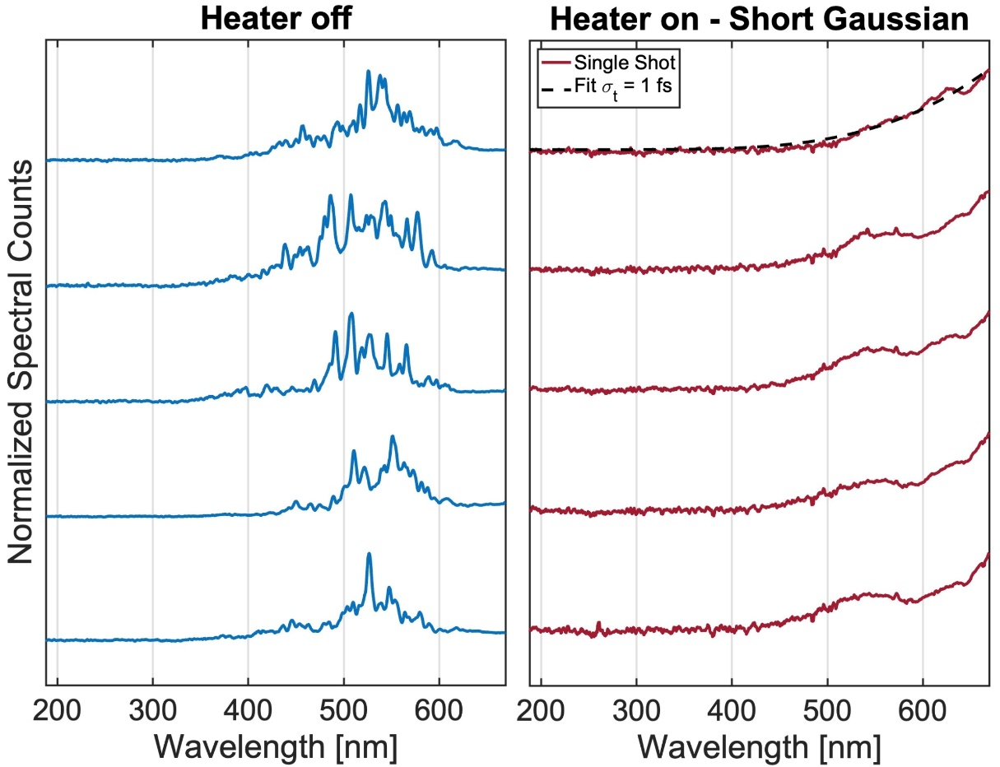 Heater off
Heater on - Short Gaussian
Single Shot
Fit σt = 1 fs
Normalized Spectral Counts
200 300 400 500 600
200 300 400 500 600
Wavelength [nm]
Wavelength [nm]